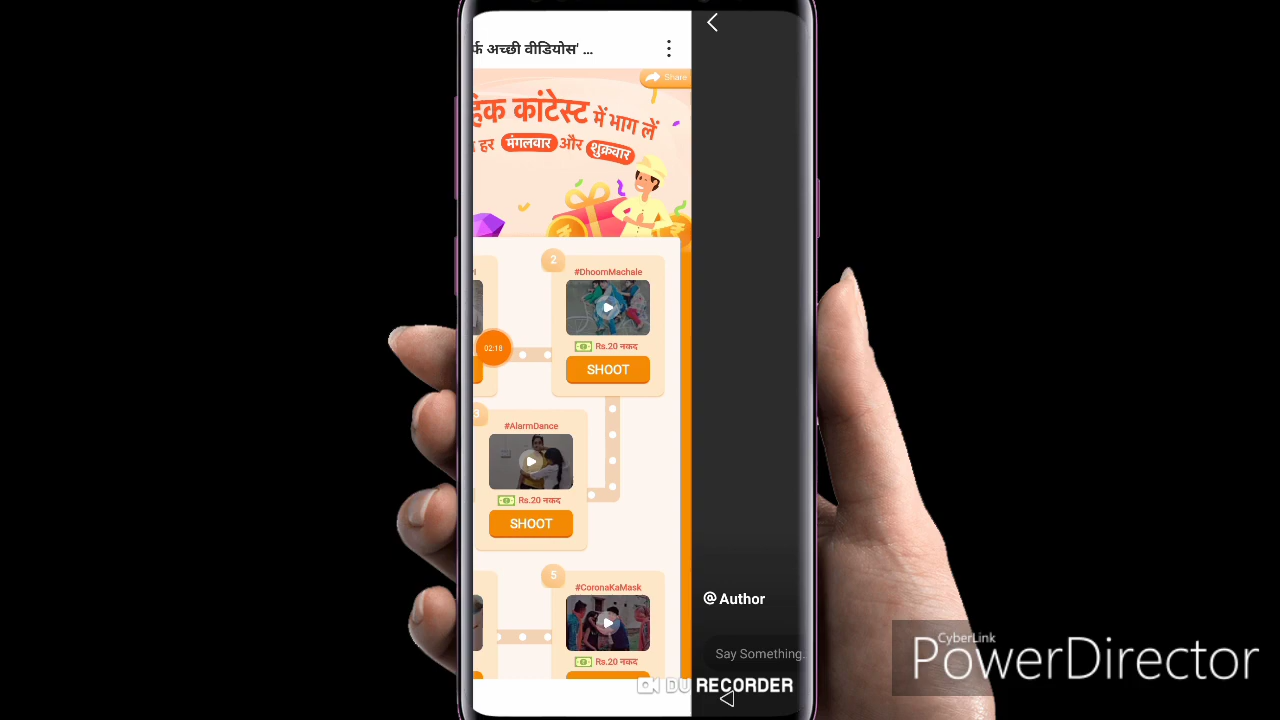 र्फ अच्छी वीडियोस' ...
Share
कांटेस्ट में भाग लें
हर मंगलवार और शुक्रवार
2
#DhoomMachale
Rs.20 नकद
SHOOT
02:18
3
#AlarmDance
Rs.20 नकद
SHOOT
5
#CoronaKaMask
Rs.20 नकद
@Author
Say Something..
DU RECORDER
CyberLink
PowerDirector